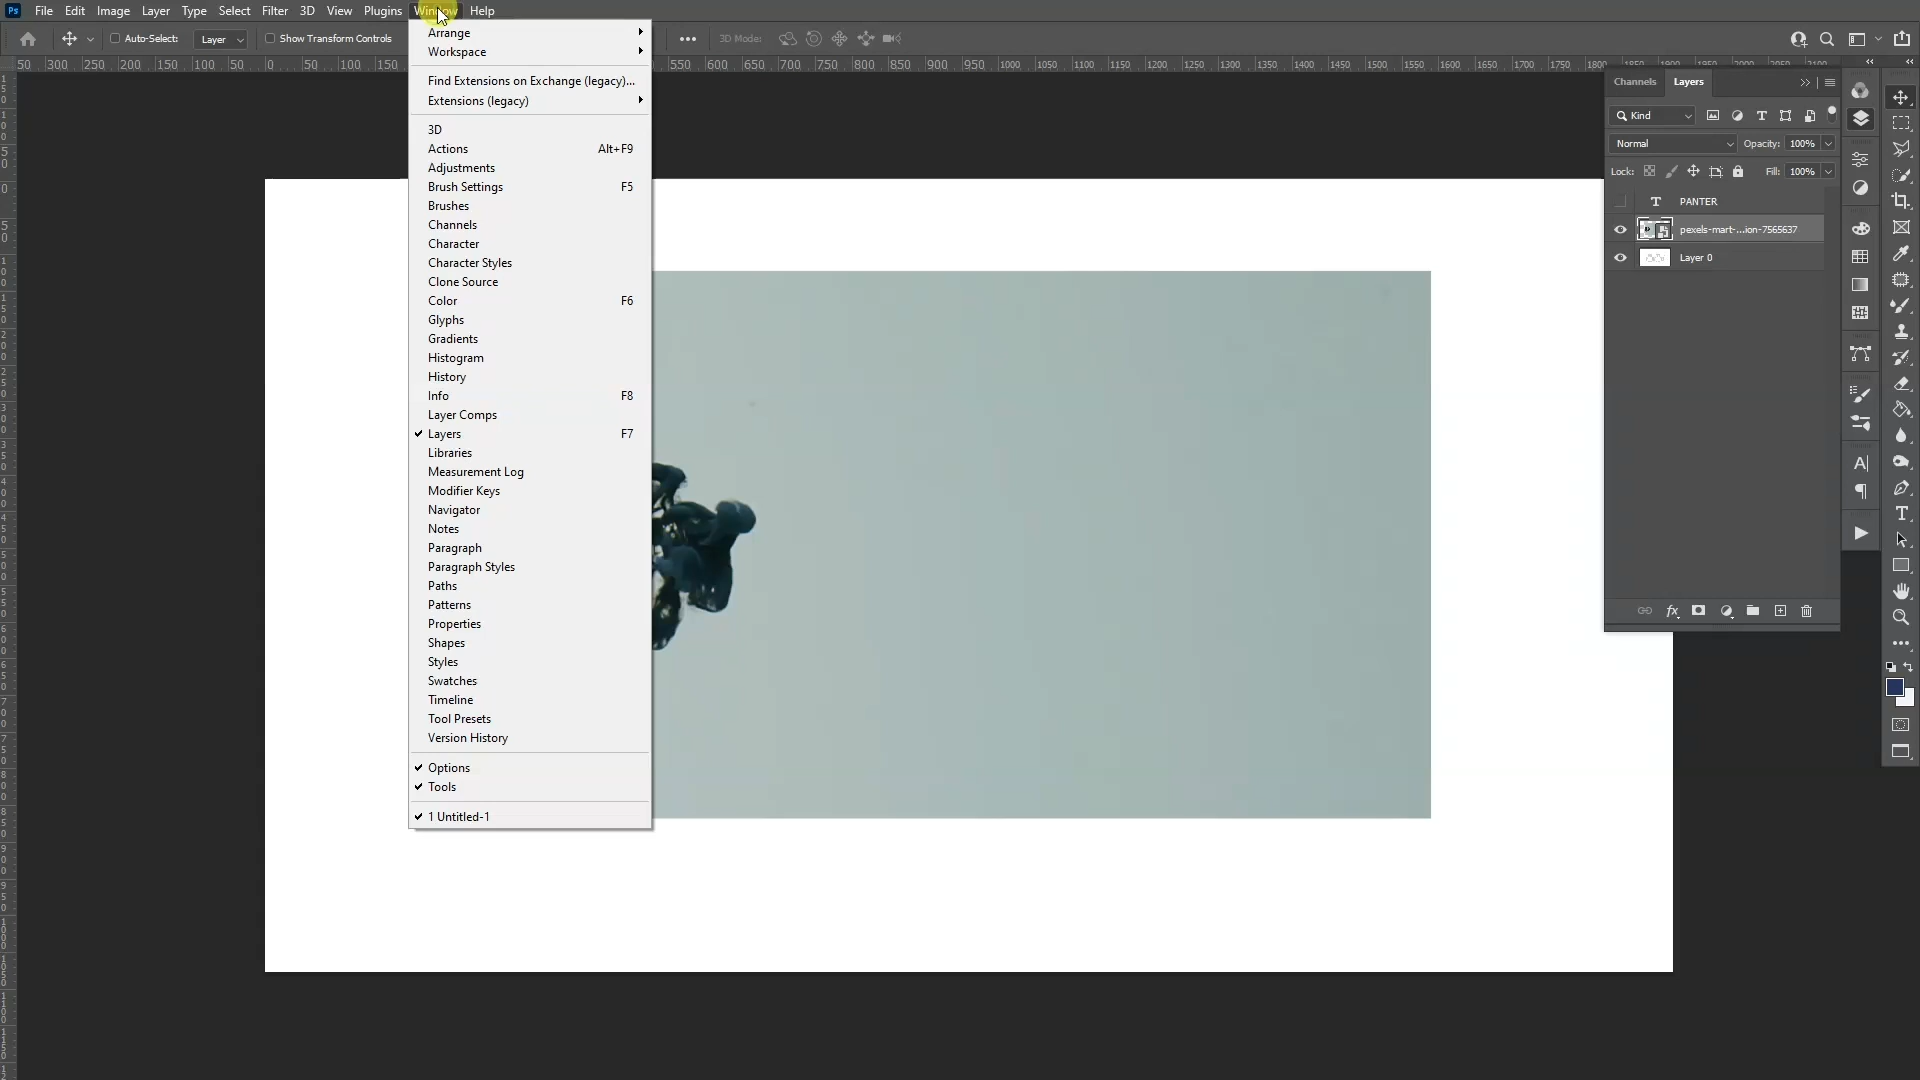 Ps File Edit Image Layer Type Select Filter 3D View Plugins Window Help
Auto-Select: Layer Show Transform Controls 3D Mode:
Arrange
Workspace
Find Extensions on Exchange (legacy)...
Extensions (legacy)
3D
Actions Alt+F9
Adjustments
Brush Settings F5
Brushes
Channels
Character
Character Styles
Clone Source
Color F6
Glyphs
Gradients
Histogram
History
Info F8
Layer Comps
Layers F7
Libraries
Measurement Log
Modifier Keys
Navigator
Notes
Paragraph
Paragraph Styles
Paths
Patterns
Properties
Shapes
Styles
Swatches
Timeline
Tool Presets
Version History
Options
Tools
1 Untitled-1
50 300 250 200 150 100 50 0 50 100 150 550 600 650 700 750 800 850 900 950 1000 1050 1100 1150 1200 1250 1300 1350 1400 1450 1500 1550 1600 1650 1700 1750 1800
Channels Layers
Kind
Normal Opacity: 100%
Lock: Fill: 100%
PANTER
pexels-mart-...ion-7565637
Layer 0